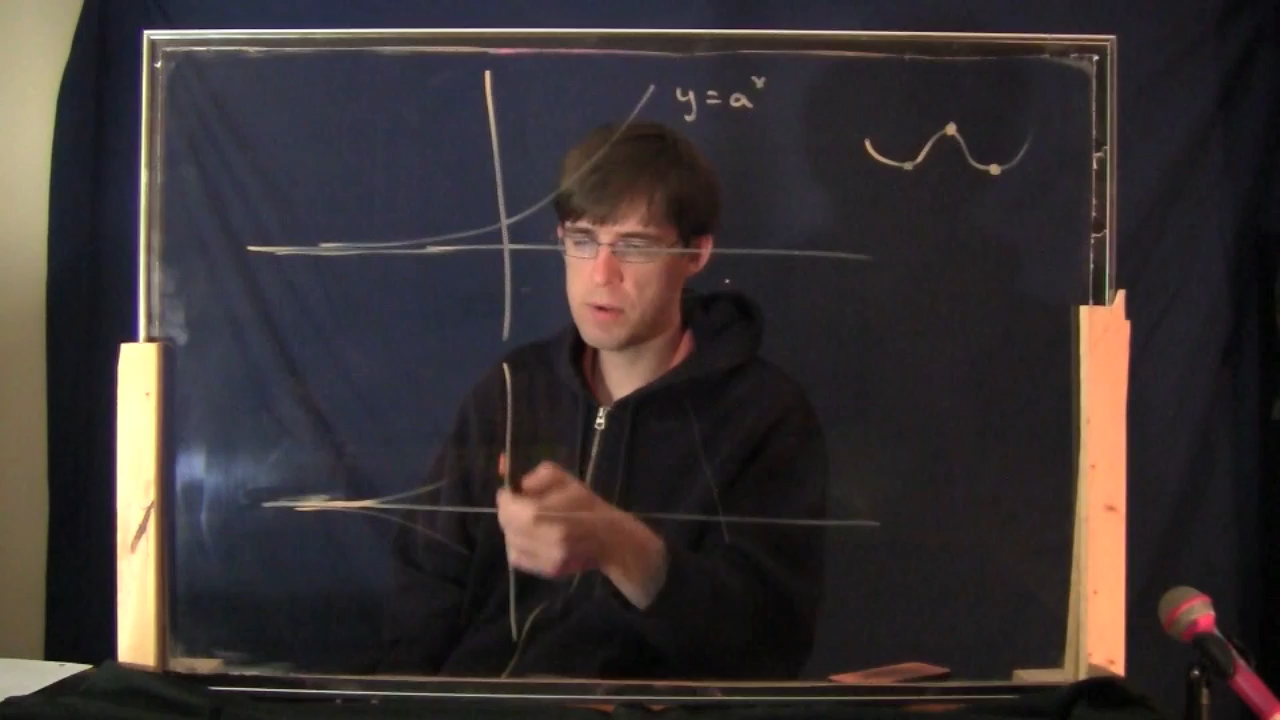 y = a^x